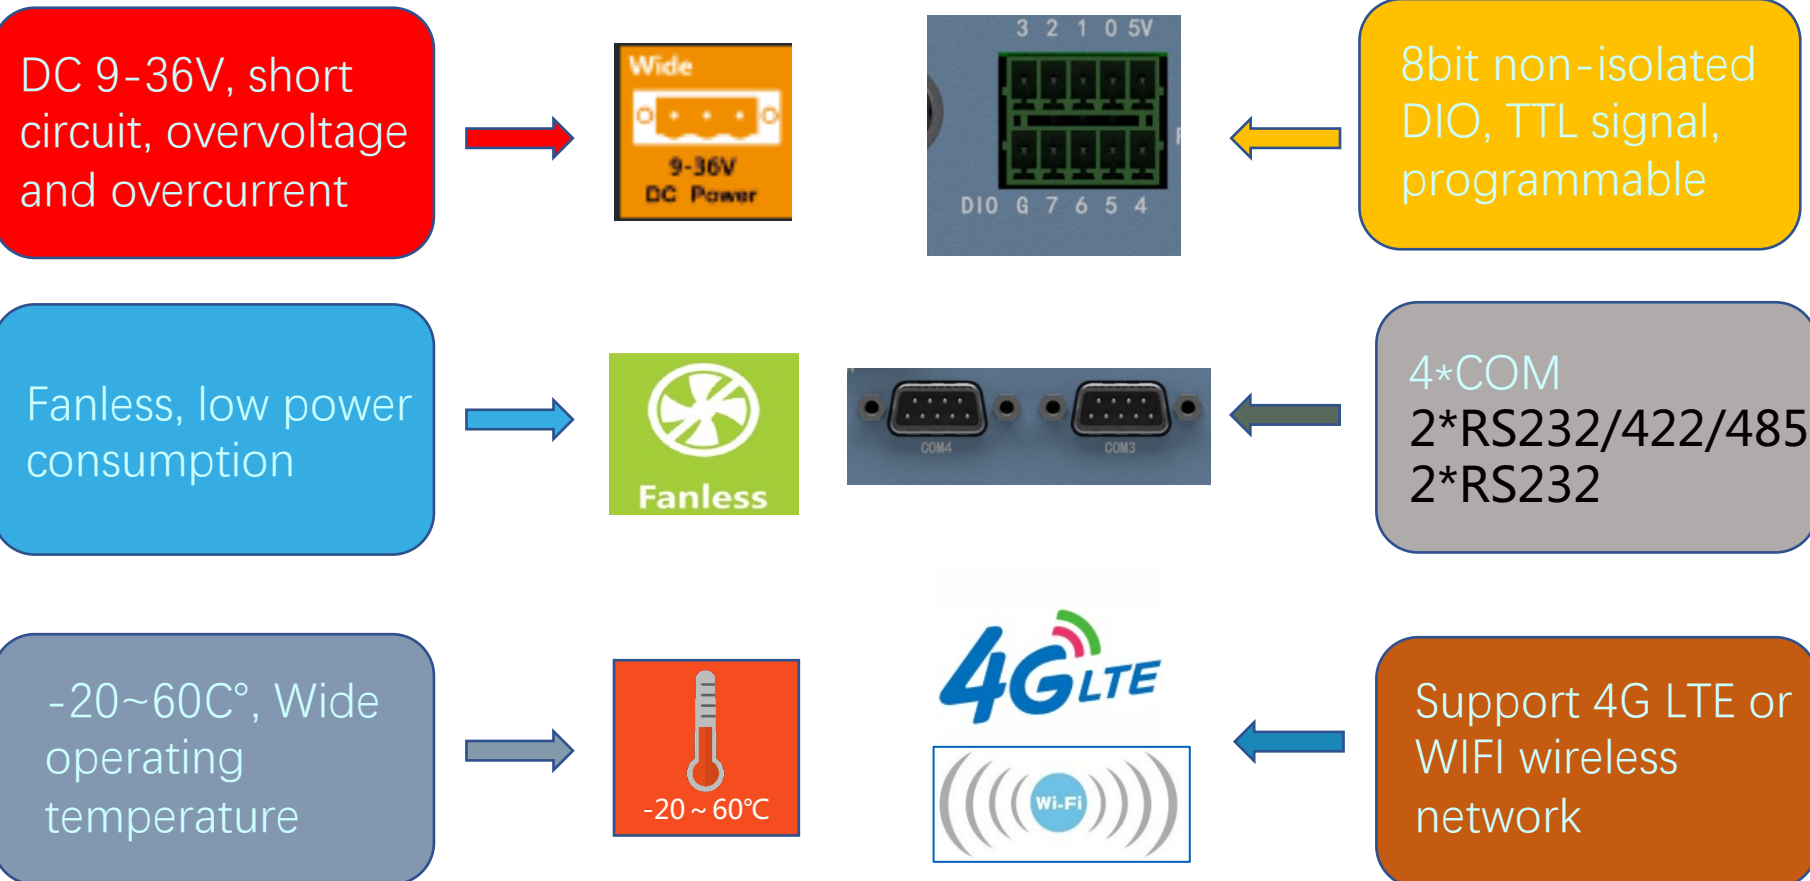 DC 9-36V, short
circuit, overvoltage
and overcurrent
Wide
9-36V
DC Power
3 2 1 0 5V
DIO G 7 6 5 4
8bit non-isolated
DIO, TTL signal,
programmable
Fanless, low power
consumption
Fanless
COM4
COM3
4*COM
2*RS232/422/485
2*RS232
-20~60C°, Wide
operating
temperature
-20~60℃
4G LTE
Wi-Fi
Support 4G LTE or
WIFI wireless
network